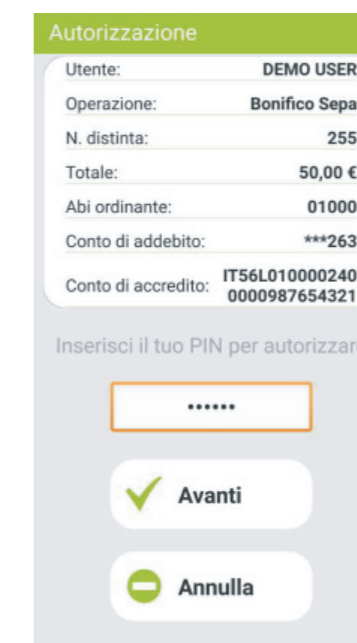 Autorizzazione
Utente: DEMO USER
Operazione: Bonifico Sepa
N. distinta: 255
Totale: 50,00 €
Abi ordinante: 01000
Conto di addebito: ***263
Conto di accredito: IT56L010000240
0000987654321
Inserisci il tuo PIN per autorizzar
••••••
Avanti
Annulla